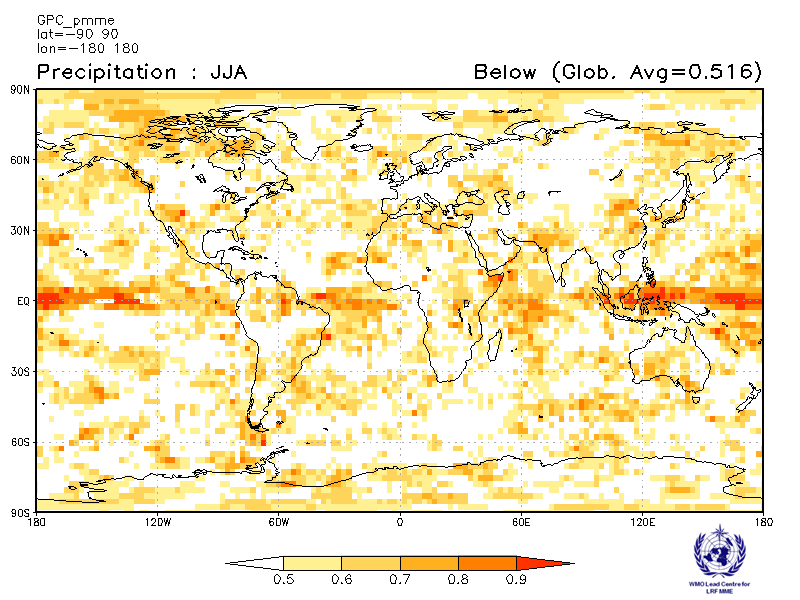 GPC_pmme
lat=-90 90
lon=-180 180
Precipitation : JJA
Below (Glob. Avg=0.516)
90N
60N
30N
EQ
30S
60S
90S
180 120W 60W 0 60E 120E 180
0.5 0.6 0.7 0.8 0.9
WMO Lead Centre for
LRF MME